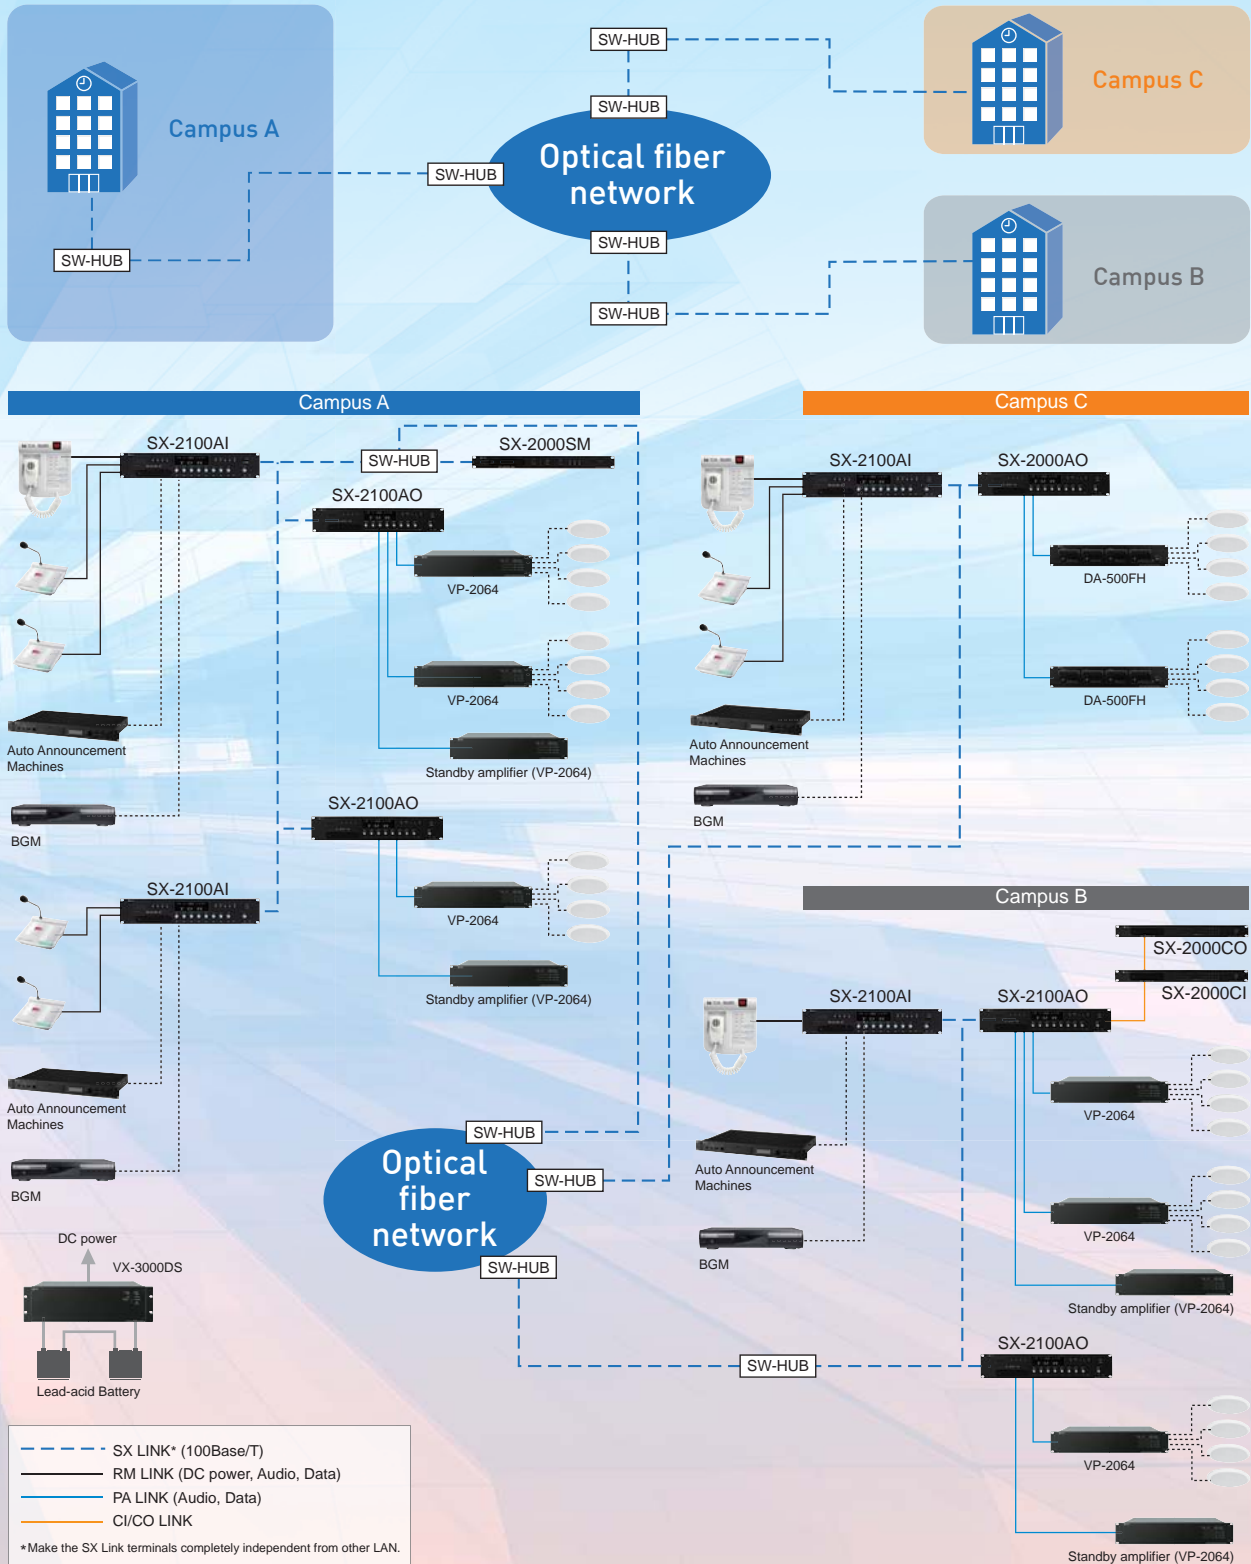 SW-HUB
Campus C
Campus A
SW-HUB
Optical fiber
network
SW-HUB
SW-HUB
SW-HUB
Campus B
SW-HUB
Campus A
Campus C
SX-2100AI
SW-HUB
SX-2000SM
SX-2100AO
VP-2064
VP-2064
Auto Announcement
Machines
Standby amplifier (VP-2064)
SX-2100AO
BGM
SX-2100AI
VP-2064
Standby amplifier (VP-2064)
Auto Announcement
Machines
BGM
SX-2100AI
SX-2000AO
DA-500FH
DA-500FH
Auto Announcement
Machines
BGM
Campus B
SX-2000CO
SX-2000CI
SX-2100AI
SX-2100AO
VP-2064
Auto Announcement
Machines
VP-2064
BGM
Standby amplifier (VP-2064)
SX-2100AO
VP-2064
Standby amplifier (VP-2064)
SW-HUB
Optical
fiber
network
SW-HUB
SW-HUB
SW-HUB
DC power
VX-3000DS
Lead-acid Battery
SX LINK* (100Base/T)
RM LINK (DC power, Audio, Data)
PA LINK (Audio, Data)
CI/CO LINK
*Make the SX Link terminals completely independent from other LAN.